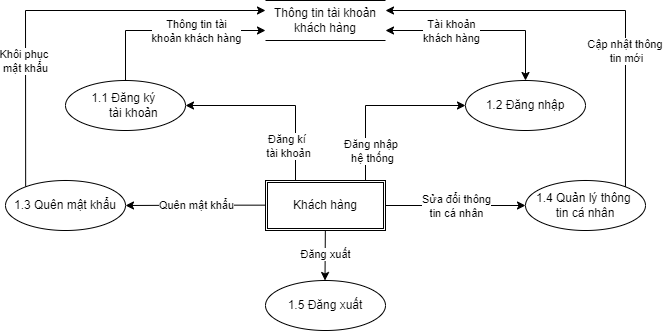 Thông tin tài khoản
khách hàng
Thông tin tài
khoản khách hàng
Tài khoản
khách hàng
Khôi phục
mật khẩu
Cập nhật thông
tin mới
1.1 Đăng ký
tài khoản
1.2 Đăng nhập
Đăng kí
tài khoản
Đăng nhập
hệ thống
1.3 Quên mật khẩu
Quên mật khẩu
Khách hàng
Sửa đổi thông
tin cá nhân
1.4 Quản lý thông
tin cá nhân
Đăng xuất
1.5 Đăng xuất